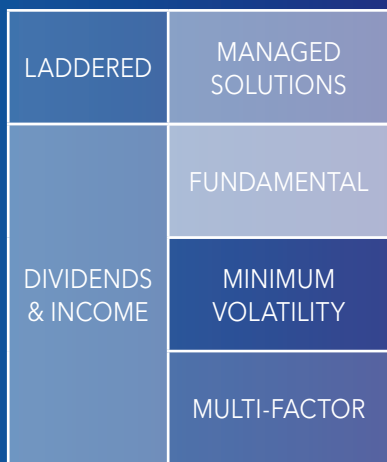 LADDERED
MANAGED
SOLUTIONS
FUNDAMENTAL
DIVIDENDS
& INCOME
MINIMUM
VOLATILITY
MULTI-FACTOR